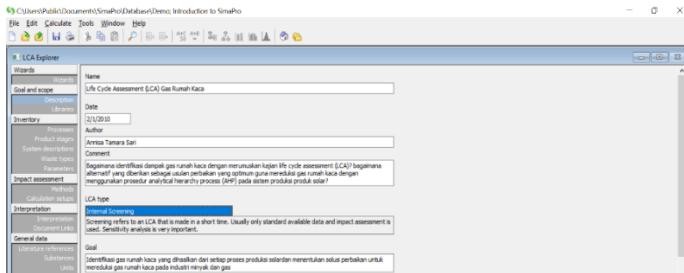 C:\Users\Public\Documents\SimaPro\Database\Demo; Introduction to SimaPro
File Edit Calculate Tools Window Help
LCA Explorer
Wizards
Wizards
Goal and scope
Description
Libraries
Inventory
Processes
Product stages
System descriptions
Waste types
Parameters
Impact assessment
Methods
Calculation setups
Interpretation
Interpretation
Document Links
General data
Literature references
Substances
Units
Name
Life Cycle Assessment (LCA) Gas Rumah Kaca
Date
2/1/2010
Author
Annisa Tamara Sari
Comment
Bagaimana identifikasi dampak gas rumah kaca dengan merumuskan kajian life cycle assessment (LCA)? bagaimana
alternatif yang diberikan sebagai usulan perbaikan yang optimum guna mereduksi gas rumah kaca dengan
menggunakan prosedur analytical hierarchy process (AHP) pada sistem produksi produk solar?
LCA type
Internal Screening
Screening refers to an LCA that is made in a short time. Usually only standard available data and impact assessment is
used. Sensitivity analysis is very important.
Goal
Identifikasi gas rumah kaca yang dihasilkan dari setiap proses produksi solardan menentukan solus perbaikan untuk
mereduksi gas rumah kaca pada industri minyak dan gas